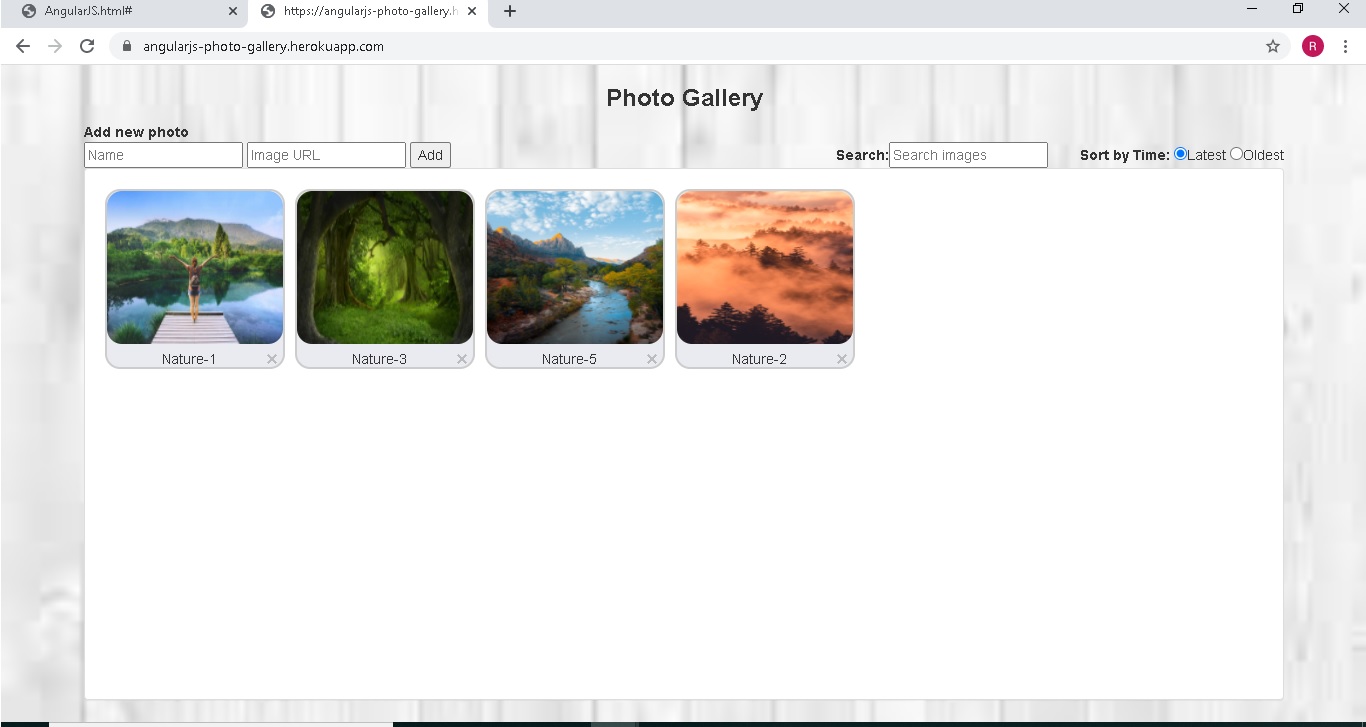 AngularJS.html#
https://angularjs-photo-gallery.h
angularjs-photo-gallery.herokuapp.com
R
Photo Gallery
Add new photo
Name Image URL Add Search: Search images Sort by Time: Latest Oldest
Nature-1 Nature-3 Nature-5 Nature-2